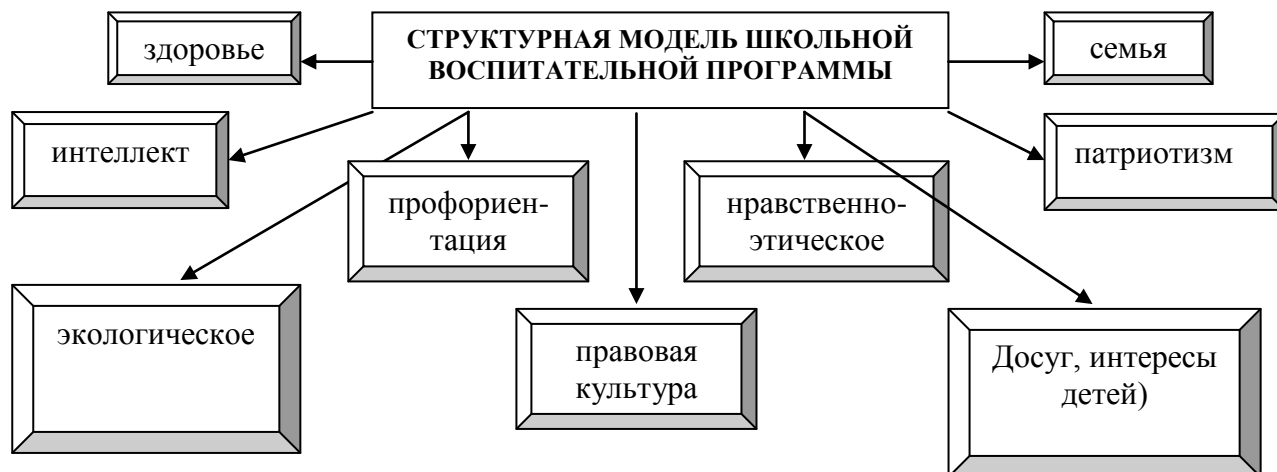 СТРУКТУРНАЯ МОДЕЛЬ ШКОЛЬНОЙ
ВОСПИТАТЕЛЬНОЙ ПРОГРАММЫ
здоровье
семья
интеллект
патриотизм
профориен-
тация
нравственно-
этическое
экологическое
правовая
культура
Досуг, интересы
детей)